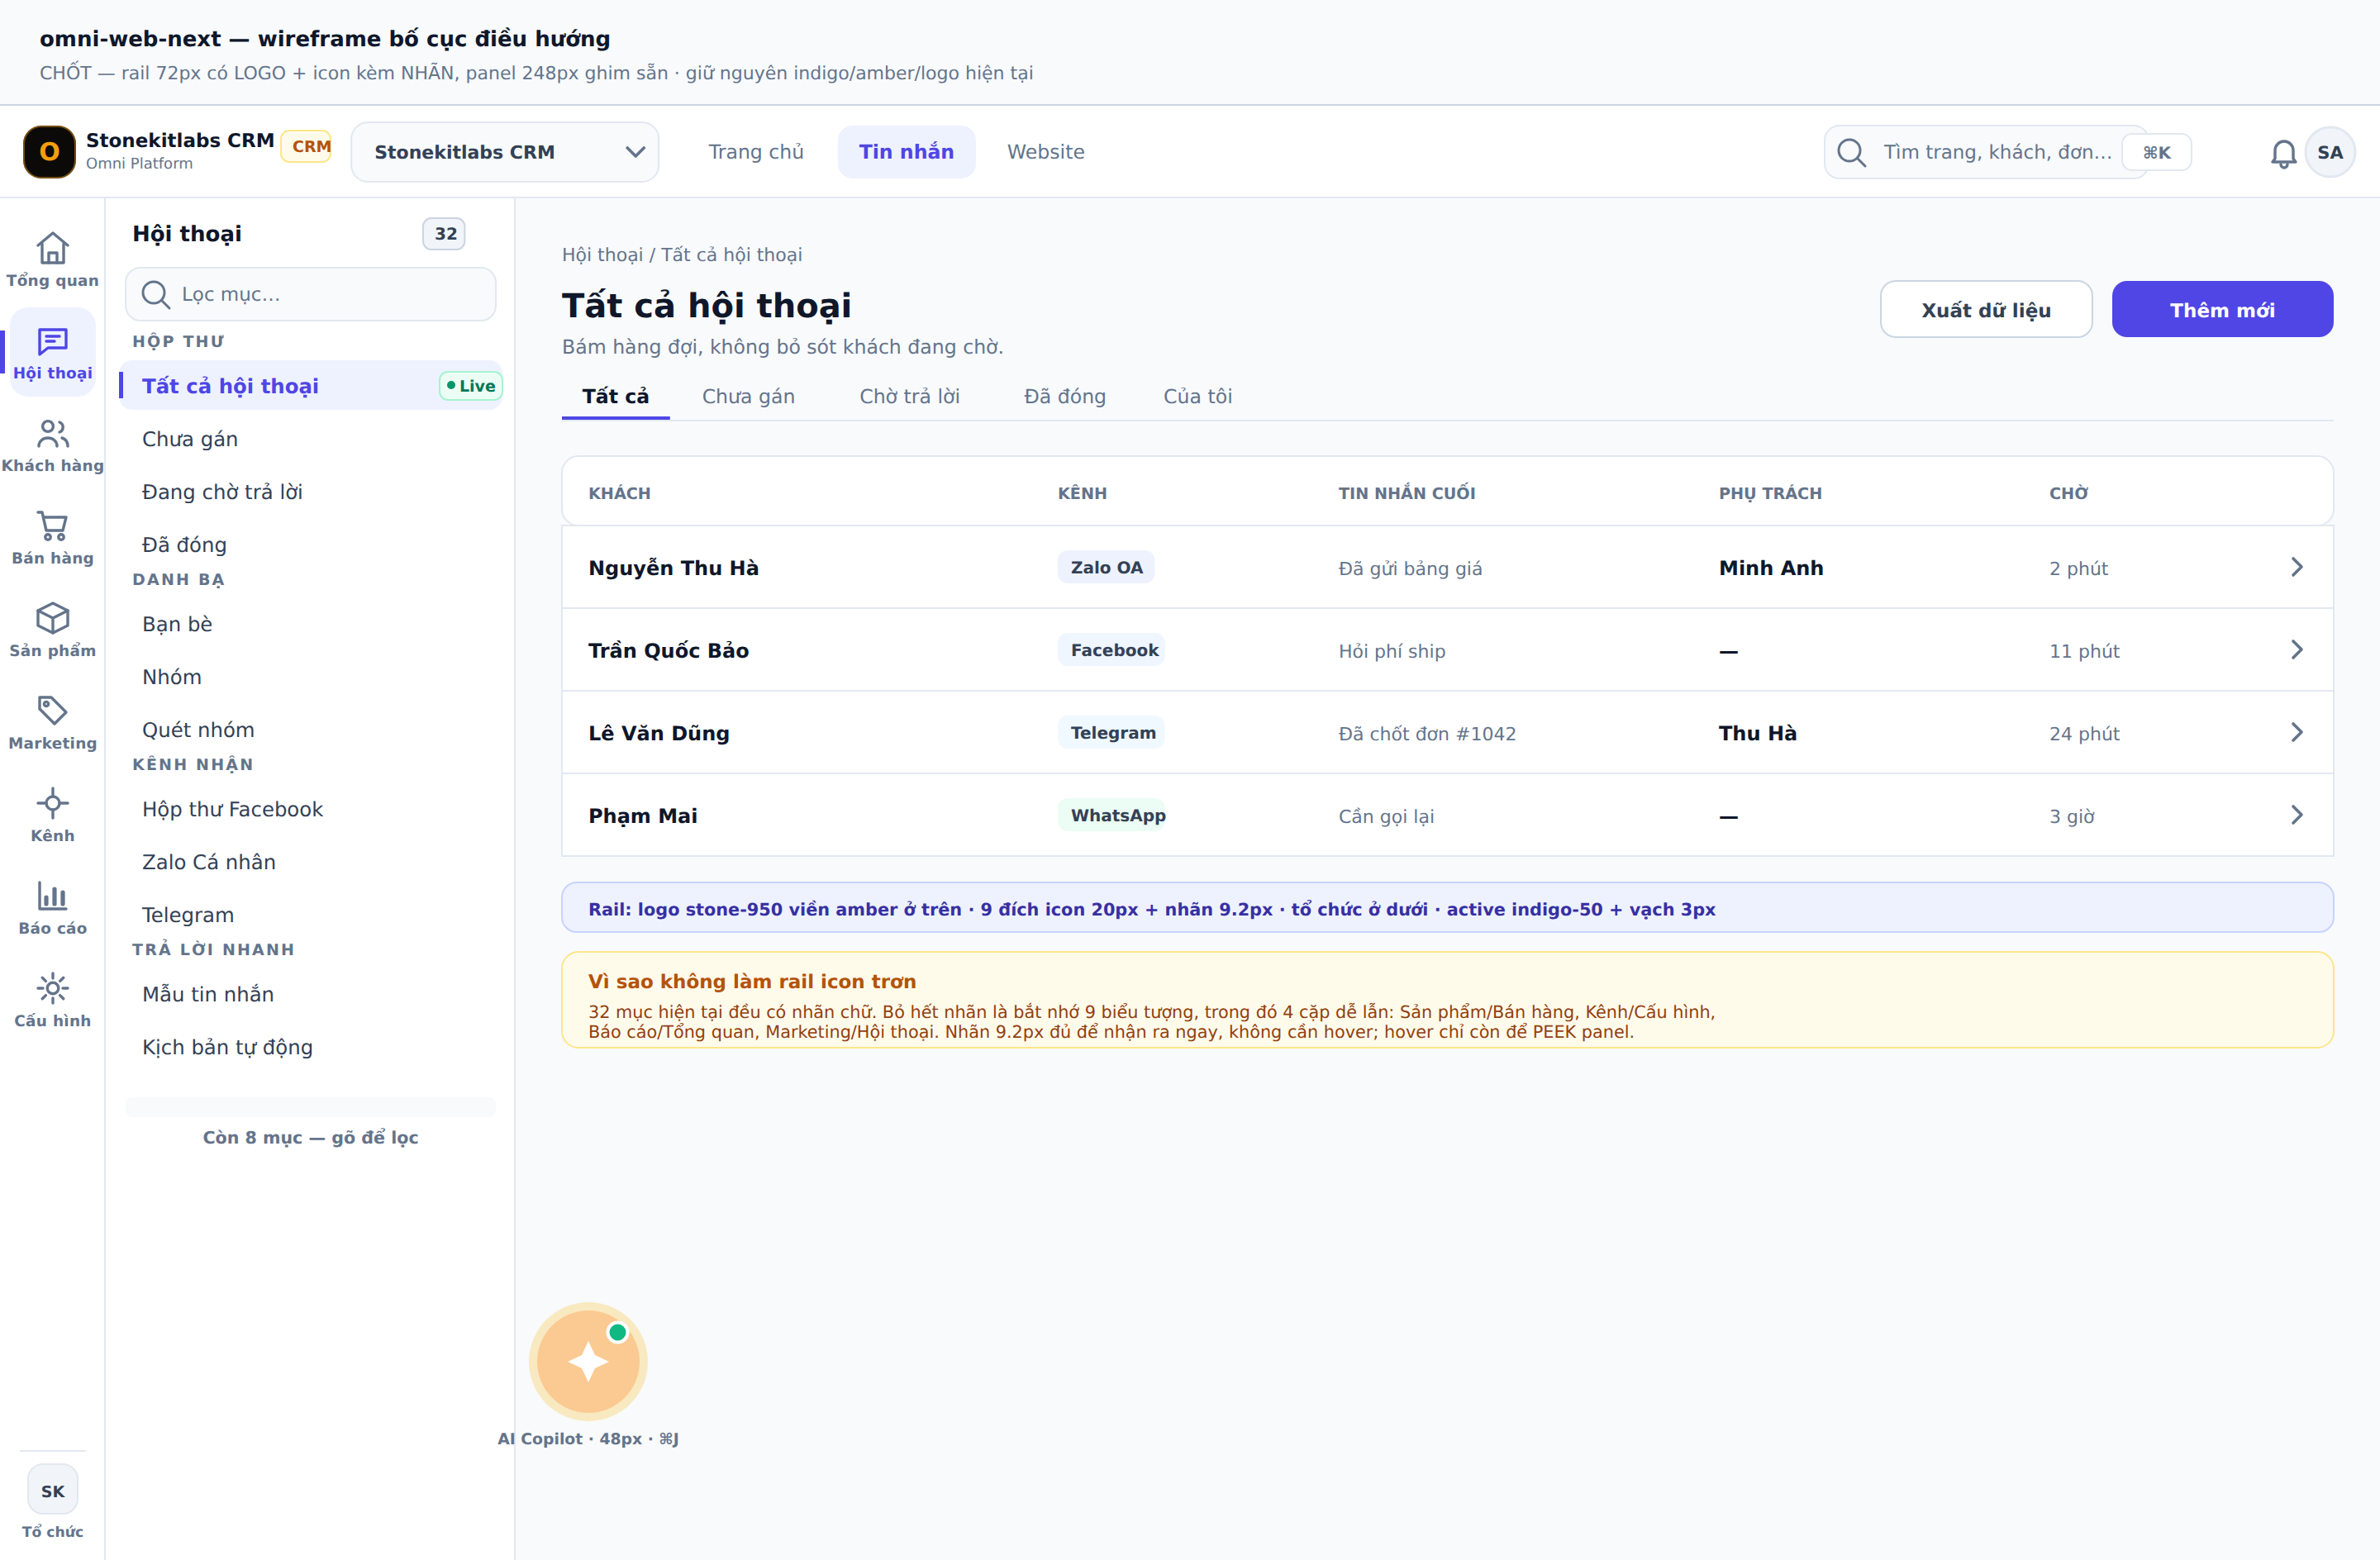 omni-web-next — wireframe bố cục điều hướng
CHỐT — rail 72px có LOGO + icon kèm NHÃN, panel 248px ghim sẵn · giữ nguyên indigo/amber/logo hiện tại
O
Stonekitlabs CRM
CRM
Omni Platform
Stonekitlabs CRM
Trang chủ
Tin nhắn
Website
Tìm trang, khách, đơn...
⌘K
SA
Tổng quan
Hội thoại
Khách hàng
Bán hàng
Sản phẩm
Marketing
Kênh
Báo cáo
Cấu hình
SK
Tổ chức
Hội thoại
32
Lọc mục...
HỘP THƯ
Tất cả hội thoại
Live
Chưa gán
Đang chờ trả lời
Đã đóng
DANH BẠ
Bạn bè
Nhóm
Quét nhóm
KÊNH NHẬN
Hộp thư Facebook
Zalo Cá nhân
Telegram
TRẢ LỜI NHANH
Mẫu tin nhắn
Kịch bản tự động
Còn 8 mục — gõ để lọc
Hội thoại / Tất cả hội thoại
Tất cả hội thoại
Bám hàng đợi, không bỏ sót khách đang chờ.
Xuất dữ liệu
Thêm mới
Tất cả
Chưa gán
Chờ trả lời
Đã đóng
Của tôi
KHÁCH KÊNH TIN NHẮN CUỐI PHỤ TRÁCH CHỜ
Nguyễn Thu Hà Zalo OA Đã gửi bảng giá Minh Anh 2 phút
Trần Quốc Bảo Facebook Hỏi phí ship — 11 phút
Lê Văn Dũng Telegram Đã chốt đơn #1042 Thu Hà 24 phút
Phạm Mai WhatsApp Cần gọi lại — 3 giờ
Rail: logo stone-950 viền amber ở trên · 9 đích icon 20px + nhãn 9.2px · tổ chức ở dưới · active indigo-50 + vạch 3px
Vì sao không làm rail icon trơn
32 mục hiện tại đều có nhãn chữ. Bỏ hết nhãn là bắt nhớ 9 biểu tượng, trong đó 4 cặp dễ lẫn: Sản phẩm/Bán hàng, Kênh/Cấu hình,
Báo cáo/Tổng quan, Marketing/Hội thoại. Nhãn 9.2px đủ để nhận ra ngay, không cần hover; hover chỉ còn để PEEK panel.
AI Copilot · 48px · ⌘J